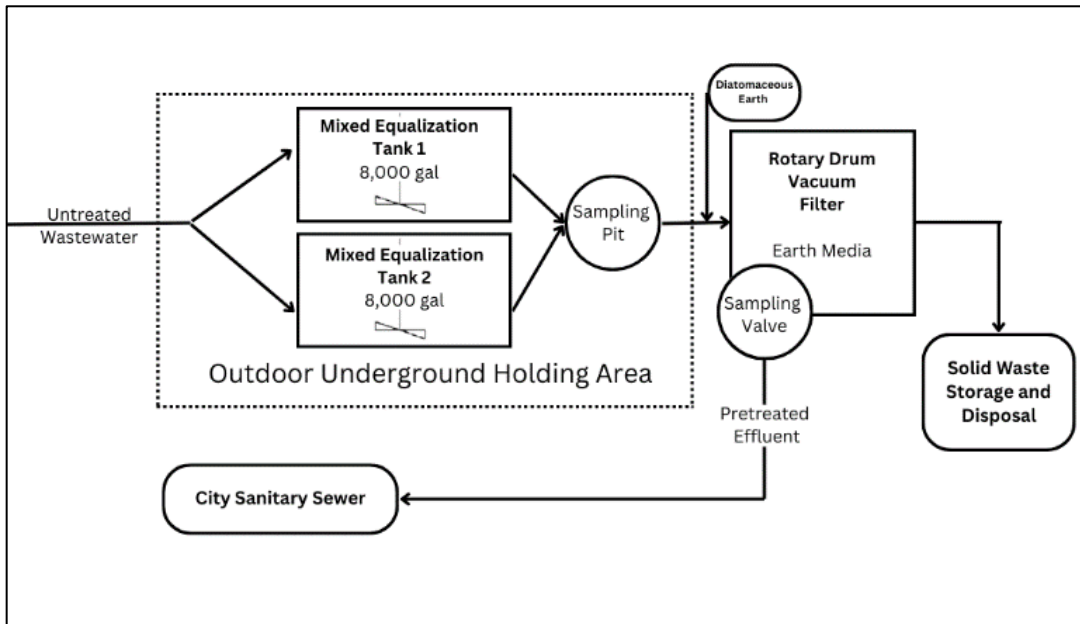 Untreated
Wastewater
Mixed Equalization
Tank 1
8,000 gal
Mixed Equalization
Tank 2
8,000 gal
Outdoor Underground Holding Area
Sampling
Pit
Diatomaceous
Earth
Rotary Drum
Vacuum
Filter
Earth Media
Sampling
Valve
Solid Waste
Storage and
Disposal
Pretreated
Effluent
City Sanitary Sewer